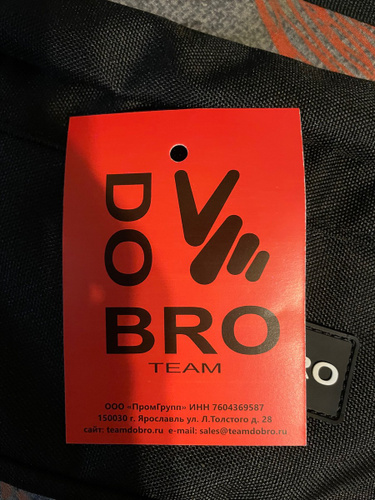 DO
BRO
TEAM
ООО «ПромГрупп» ИНН 7604369587
150030 г. Ярославль ул. Л.Толстого д. 28
сайт: teamdobro.ru e-mail: sales@teamdobro.ru
RO